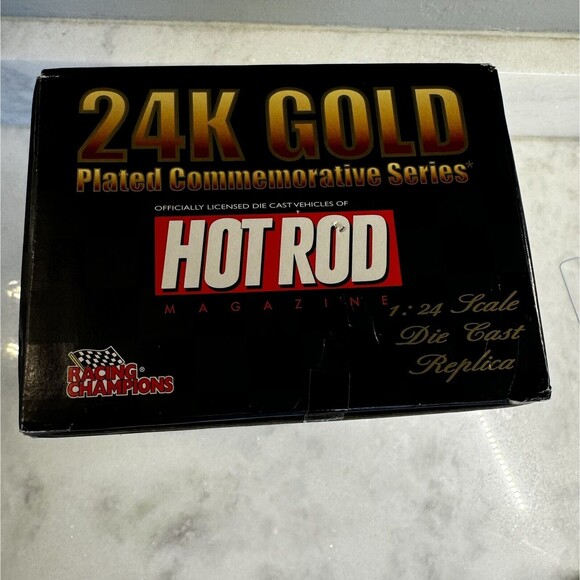 24K GOLD
Plated Commemorative Series*
OFFICIALLY LICENSED DIE CAST VEHICLES OF
HOT ROD
MAGAZINE
1:24 Scale
Die Cast
Replica
RACING®
CHAMPIONS